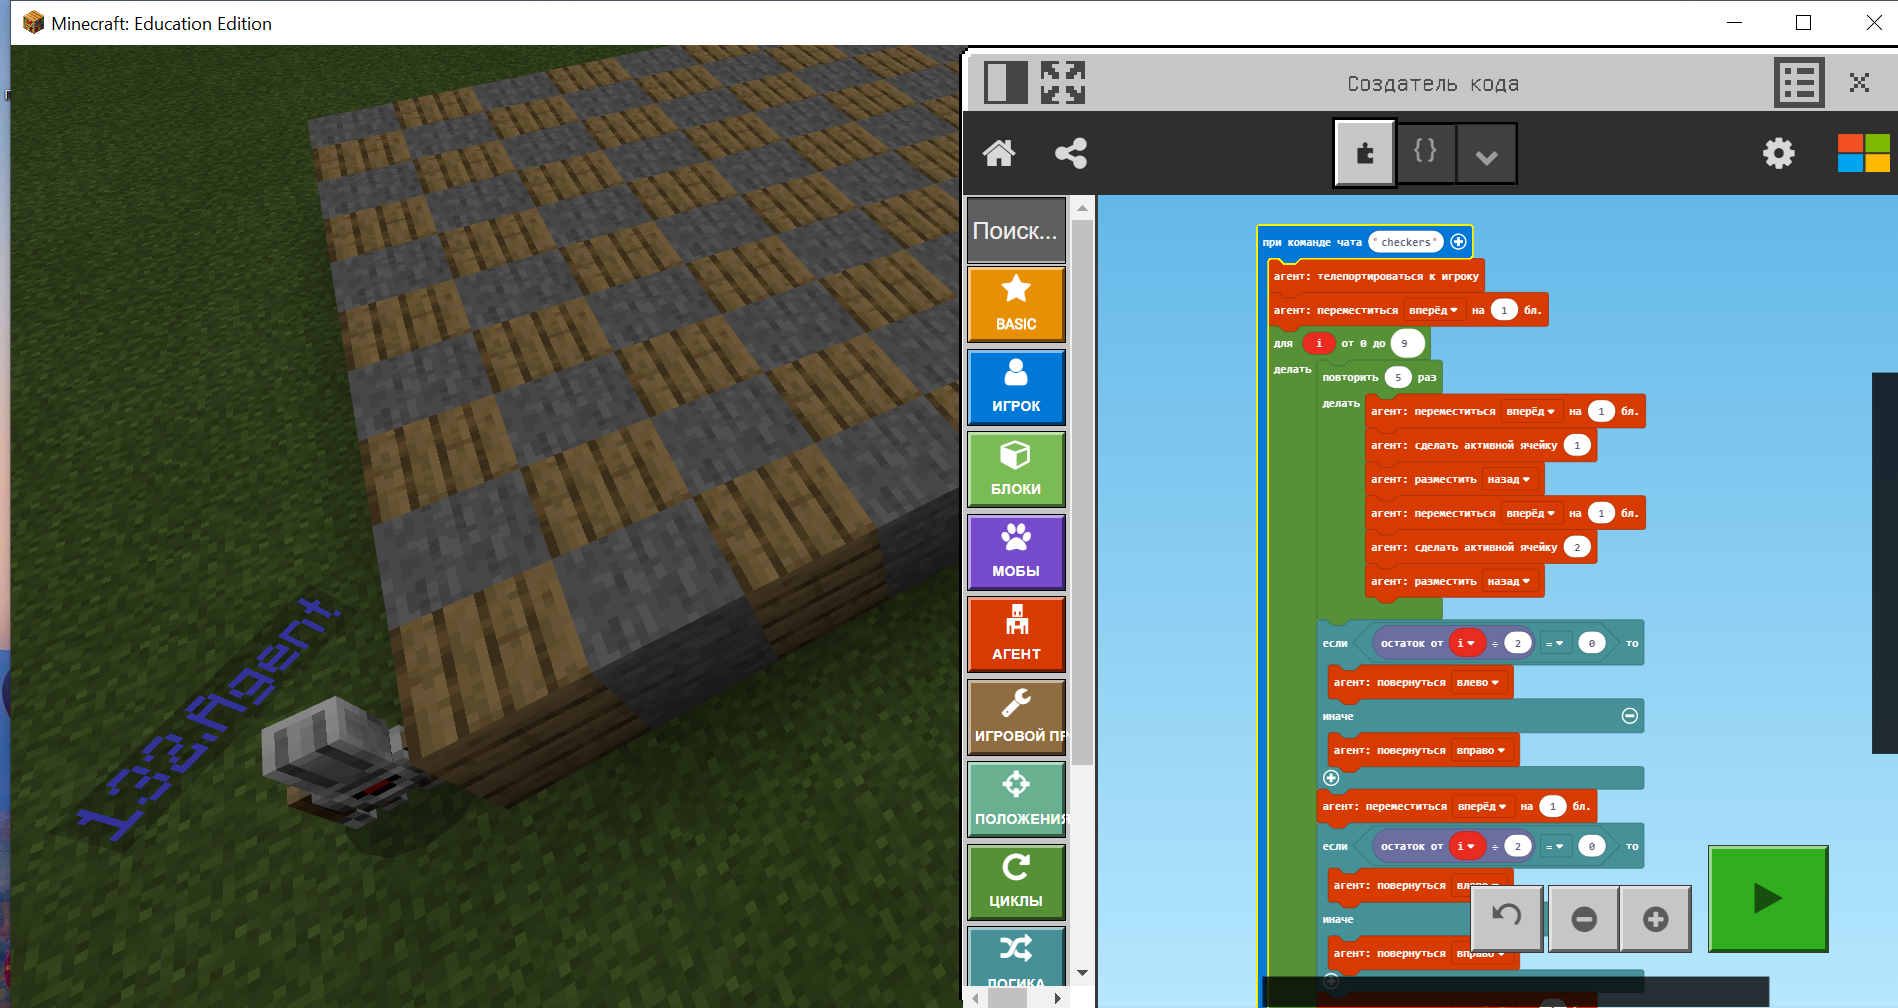 Minecraft: Education Edition
Создатель кода
Поиск...
BASIC
ИГРОК
БЛОКИ
МОБЫ
АГЕНТ
ИГРОВОЙ ПР
ПОЛОЖЕНИЯ
ЦИКЛЫ
ЛОГИКА
132.Agent
при команде чата "checkers"
агент: телепортироваться к игроку
агент: переместиться вперёд на 1 бл.
для i от 0 до 9
делать
повторить 5 раз
делать
агент: переместиться вперёд на 1 бл.
агент: сделать активной ячейку 1
агент: разместить назад
агент: переместиться вперёд на 1 бл.
агент: сделать активной ячейку 2
агент: разместить назад
если остаток от i ÷ 2 = 0 то
агент: повернуться влево
иначе
агент: повернуться вправо
агент: переместиться вперёд на 1 бл.
если остаток от i ÷ 2 = 0 то
агент: повернуться влево
иначе
агент: повернуться вправо